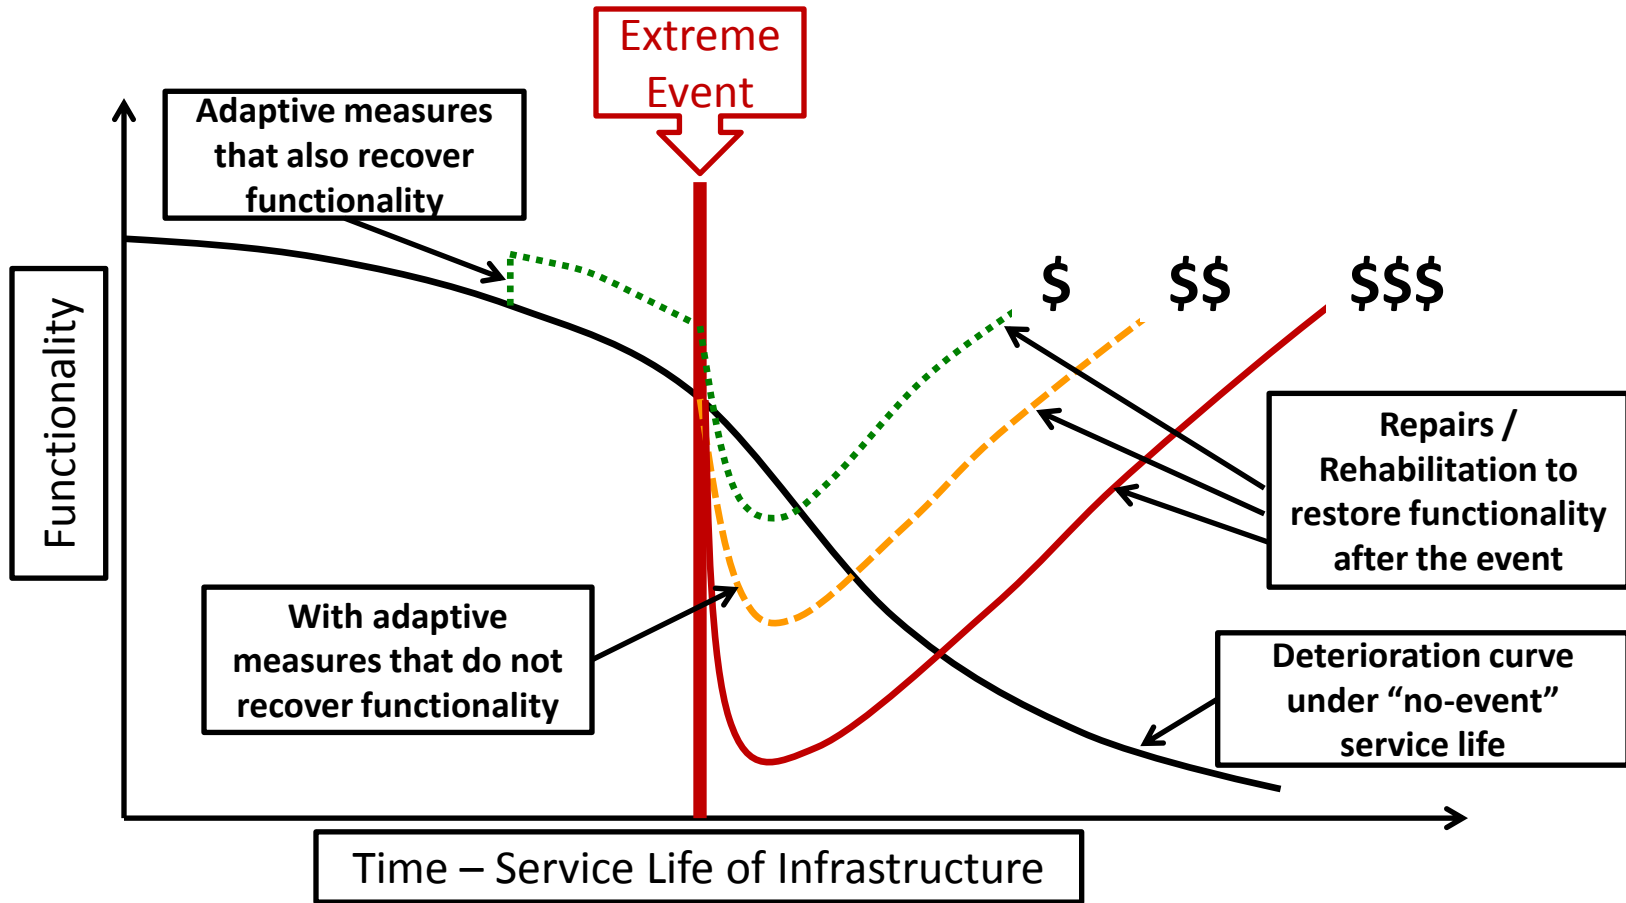 Extreme
Event
Adaptive measures
that also recover
functionality
Functionality
$ $$ $$$
Repairs /
Rehabilitation to
restore functionality
after the event
With adaptive
measures that do not
recover functionality
Deterioration curve
under “no-event”
service life
Time – Service Life of Infrastructure